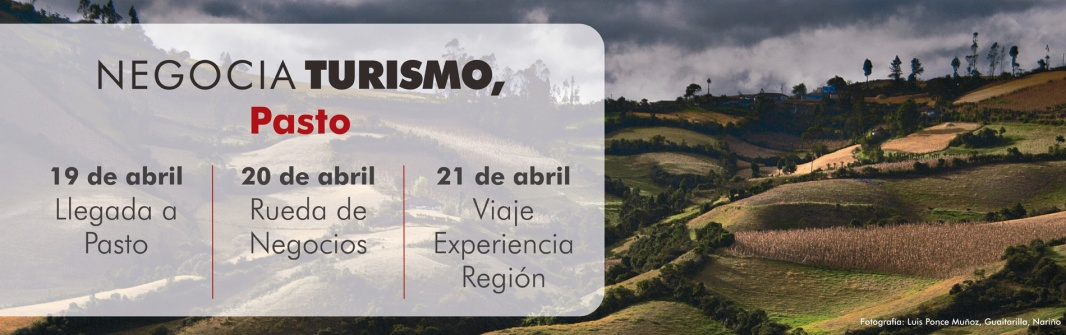 NEGOCIA TURISMO,
Pasto
19 de abril
Llegada a
Pasto
20 de abril
Rueda de
Negocios
21 de abril
Viaje
Experiencia
Región
Fotografía: Luis Ponce Muñoz, Guaitarilla, Nariño